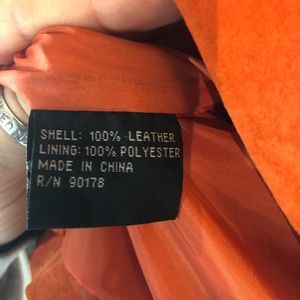 SHELL: 100% LEATHER
LINING: 100% POLYESTER
MADE IN CHINA
R/N 90178